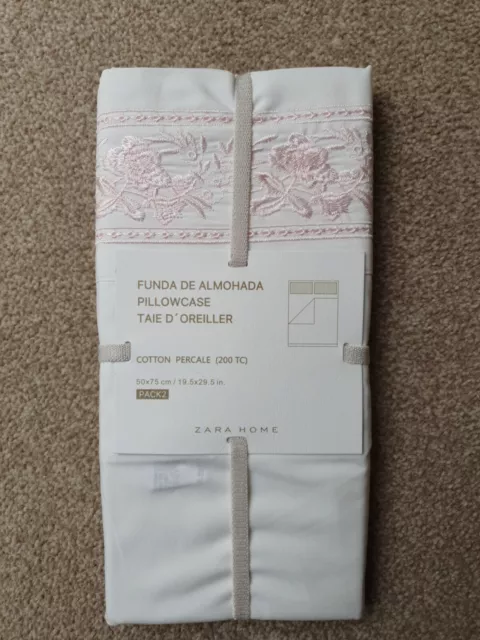 FUNDA DE ALMOHADA
PILLOWCASE
TAIE D´OREILLER
COTTON PERCALE (200 TC)
50x75 cm / 19.5x29.5 in.
PACK2
ZARA HOME